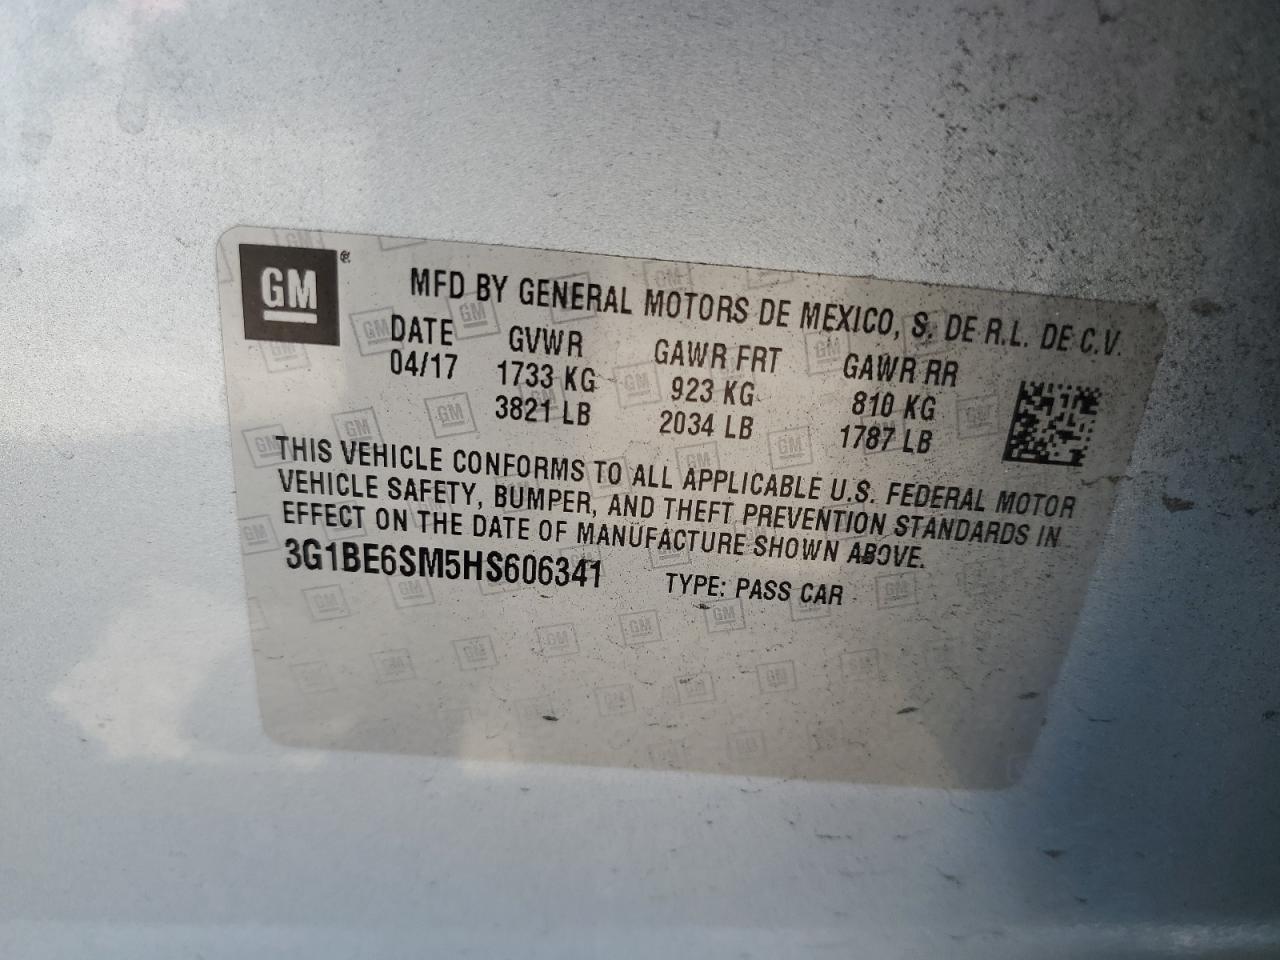 GM ®
MFD BY GENERAL MOTORS DE MEXICO, S. DE R.L. DE C.V.
DATE GVWR GAWR FRT GAWR RR
04/17 1733 KG 923 KG 810 KG
3821 LB 2034 LB 1787 LB
THIS VEHICLE CONFORMS TO ALL APPLICABLE U.S. FEDERAL MOTOR
VEHICLE SAFETY, BUMPER, AND THEFT PREVENTION STANDARDS IN
EFFECT ON THE DATE OF MANUFACTURE SHOWN ABOVE.
3G1BE6SM5HS606341 TYPE: PASS CAR